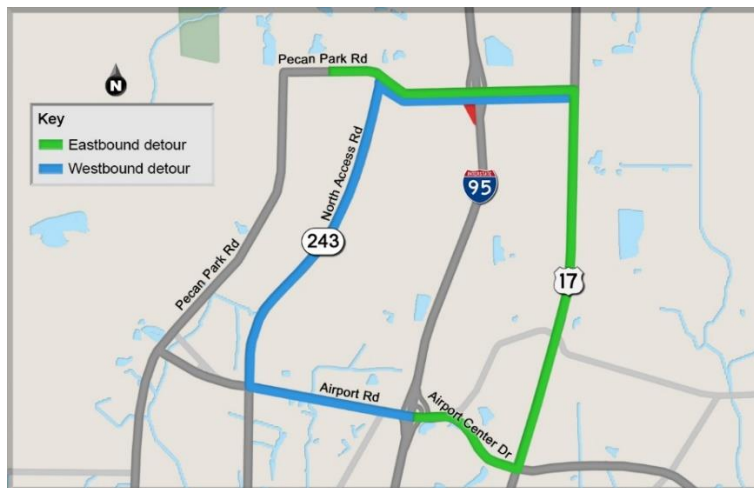 Pecan Park Rd
N
Key
Eastbound detour
Westbound detour
North Access Rd
95
243
Pecan Park Rd
17
Airport Rd
Airport Center Dr